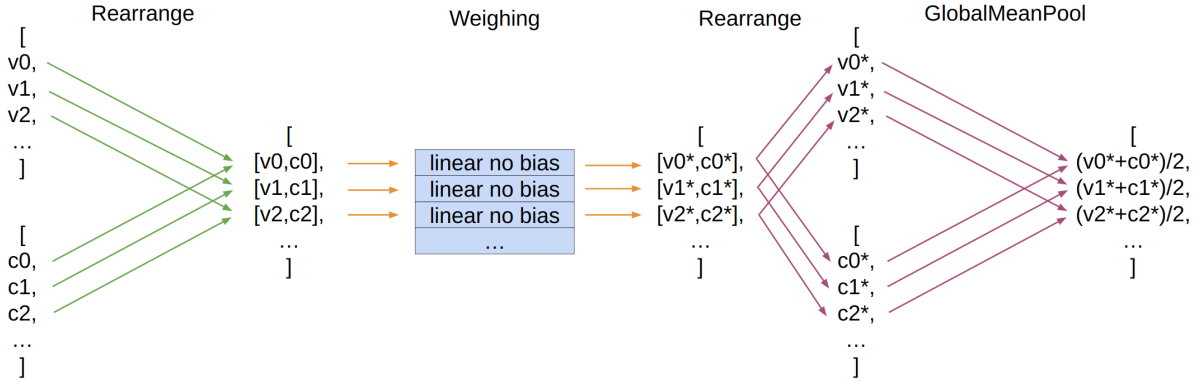 Rearrange
[
v0,
v1,
v2,
...
]
[
c0,
c1,
c2,
...
]
[
[v0,c0],
[v1,c1],
[v2,c2],
...
]
Weighing
linear no bias
linear no bias
linear no bias
...
[
[v0*,c0*],
[v1*,c1*],
[v2*,c2*],
...
]
Rearrange
[
v0*,
v1*,
v2*,
...
]
[
c0*,
c1*,
c2*,
...
]
GlobalMeanPool
[
(v0*+c0*)/2,
(v1*+c1*)/2,
(v2*+c2*)/2,
...
]